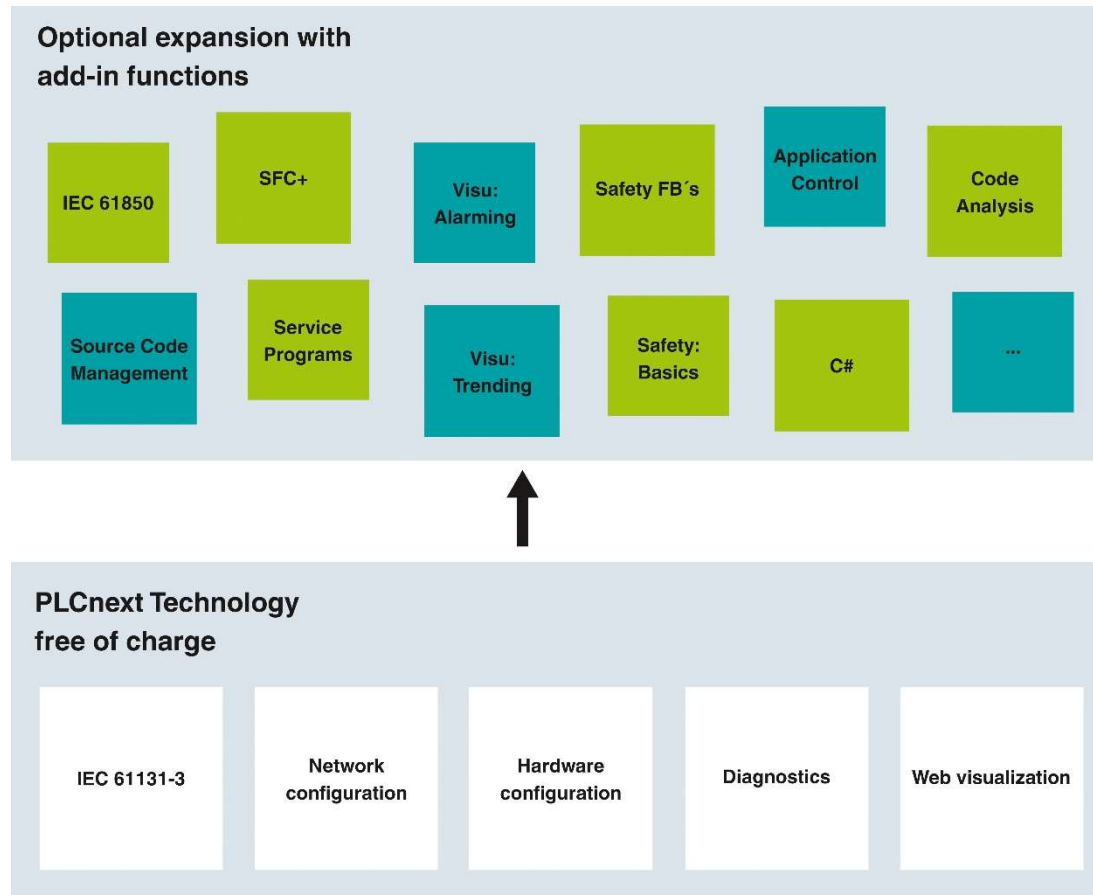 Optional expansion with
add-in functions
IEC 61850
SFC+
Visu:
Alarming
Safety FB´s
Application
Control
Code
Analysis
Source Code
Management
Service
Programs
Visu:
Trending
Safety:
Basics
C#
...
PLCnext Technology
free of charge
IEC 61131-3
Network
configuration
Hardware
configuration
Diagnostics
Web visualization